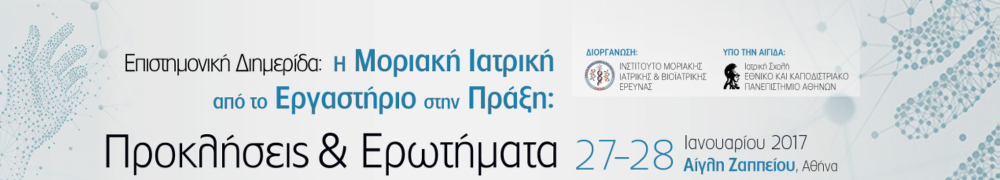 Επιστημονική Διημερίδα: η Μοριακή Ιατρική
από το Εργαστήριο στην Πράξη:
Προκλήσεις & Ερωτήματα
ΔΙΟΡΓΑΝΩΣΗ:
ΙΝΣΤΙΤΟΥΤΟ ΜΟΡΙΑΚΗΣ
ΙΑΤΡΙΚΗΣ & ΒΙΟΪΑΤΡΙΚΗΣ
ΕΡΕΥΝΑΣ
ΥΠΟ ΤΗΝ ΑΙΓΙΔΑ:
Ιατρική Σχολή
ΕΘΝΙΚΟ ΚΑΙ ΚΑΠΟΔΙΣΤΡΙΑΚΟ
ΠΑΝΕΠΙΣΤΗΜΙΟ ΑΘΗΝΩΝ
27-28 Ιανουαρίου 2017
Αίγλη Ζαππείου, Αθήνα